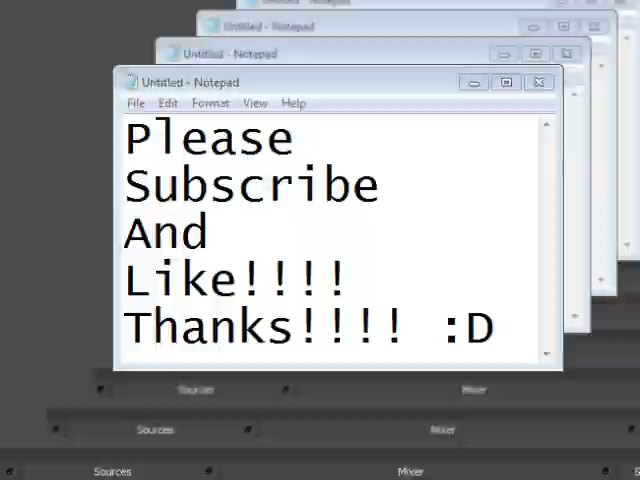 Untitled - Notepad
Untitled - Notepad
Untitled - Notepad
File Edit Format View Help
Please
Subscribe
And
Like!!!!
Thanks!!!! :D
Sources Mixer
Sources Mixer
Sources Mixer